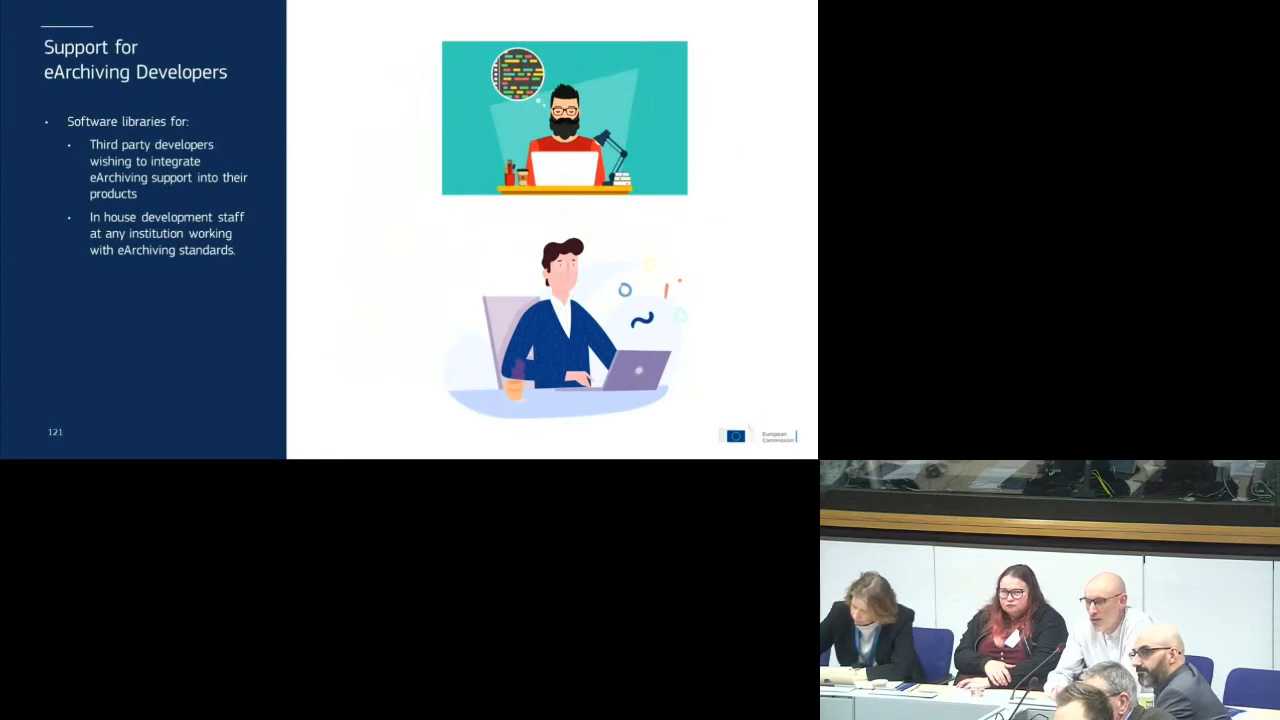 Support for
eArchiving Developers
• Software libraries for:
• Third party developers
wishing to integrate
eArchiving support into their
products
• In house development staff
at any institution working
with eArchiving standards.
121
European
Commission